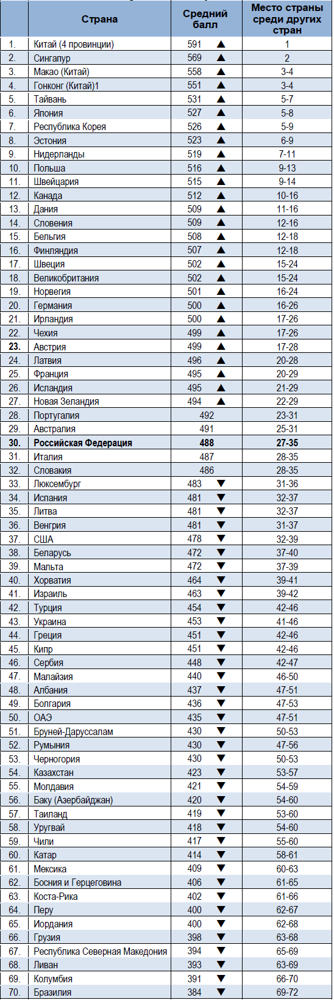 Страна Средний балл Место страны среди других стран
1. Китай (4 провинции) 591 ▲ 1
2. Сингапур 569 ▲ 2
3. Макао (Китай) 558 ▲ 3-4
4. Гонконг (Китай)1 551 ▲ 3-4
5. Тайвань 531 ▲ 5-7
6. Япония 527 ▲ 5-8
7. Республика Корея 526 ▲ 5-9
8. Эстония 523 ▲ 6-9
9. Нидерланды 519 ▲ 7-11
10. Польша 516 ▲ 9-13
11. Швейцария 515 ▲ 9-14
12. Канада 512 ▲ 10-16
13. Дания 509 ▲ 11-16
14. Словения 509 ▲ 12-16
15. Бельгия 508 ▲ 12-18
16. Финляндия 507 ▲ 12-18
17. Швеция 502 ▲ 15-24
18. Великобритания 502 ▲ 15-24
19. Норвегия 501 ▲ 16-24
20. Германия 500 ▲ 16-26
21. Ирландия 500 ▲ 17-26
22. Чехия 499 ▲ 17-26
23. Австрия 499 ▲ 17-28
24. Латвия 496 ▲ 20-28
25. Франция 495 ▲ 20-29
26. Исландия 495 ▲ 21-29
27. Новая Зеландия 494 ▲ 22-29
28. Португалия 492 23-31
29. Австралия 491 25-31
30. Российская Федерация 488 27-35
31. Италия 487 28-35
32. Словакия 486 28-35
33. Люксембург 483 ▼ 31-36
34. Испания 481 ▼ 32-37
35. Литва 481 ▼ 32-37
36. Венгрия 481 ▼ 31-37
37. США 478 ▼ 32-39
38. Беларусь 472 ▼ 37-40
39. Мальта 472 ▼ 37-39
40. Хорватия 464 ▼ 39-41
41. Израиль 463 ▼ 39-42
42. Турция 454 ▼ 42-46
43. Украина 453 ▼ 41-46
44. Греция 451 ▼ 42-46
45. Кипр 451 ▼ 42-46
46. Сербия 448 ▼ 42-47
47. Малайзия 440 ▼ 46-50
48. Албания 437 ▼ 47-51
49. Болгария 436 ▼ 47-53
50. ОАЭ 435 ▼ 47-51
51. Бруней-Даруссалам 430 ▼ 50-53
52. Румыния 430 ▼ 47-56
53. Черногория 430 ▼ 50-53
54. Казахстан 423 ▼ 53-57
55. Молдавия 421 ▼ 54-59
56. Баку (Азербайджан) 420 ▼ 54-60
57. Таиланд 419 ▼ 53-60
58. Уругвай 418 ▼ 54-60
59. Чили 417 ▼ 55-60
60. Катар 414 ▼ 58-61
61. Мексика 409 ▼ 60-63
62. Босния и Герцеговина 406 ▼ 61-65
63. Коста-Рика 402 ▼ 61-66
64. Перу 400 ▼ 62-67
65. Иордания 400 ▼ 62-68
66. Грузия 398 ▼ 63-68
67. Республика Северная Македония 394 ▼ 65-69
68. Ливан 393 ▼ 63-69
69. Колумбия 391 ▼ 66-70
70. Бразилия 384 ▼ 69-72